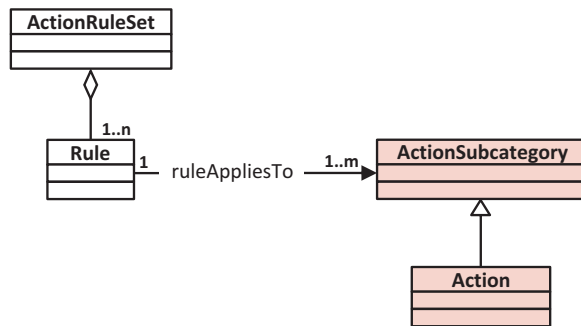 ActionRuleSet
1..n
Rule
1
ruleAppliesTo
1..m
ActionSubcategory
Action